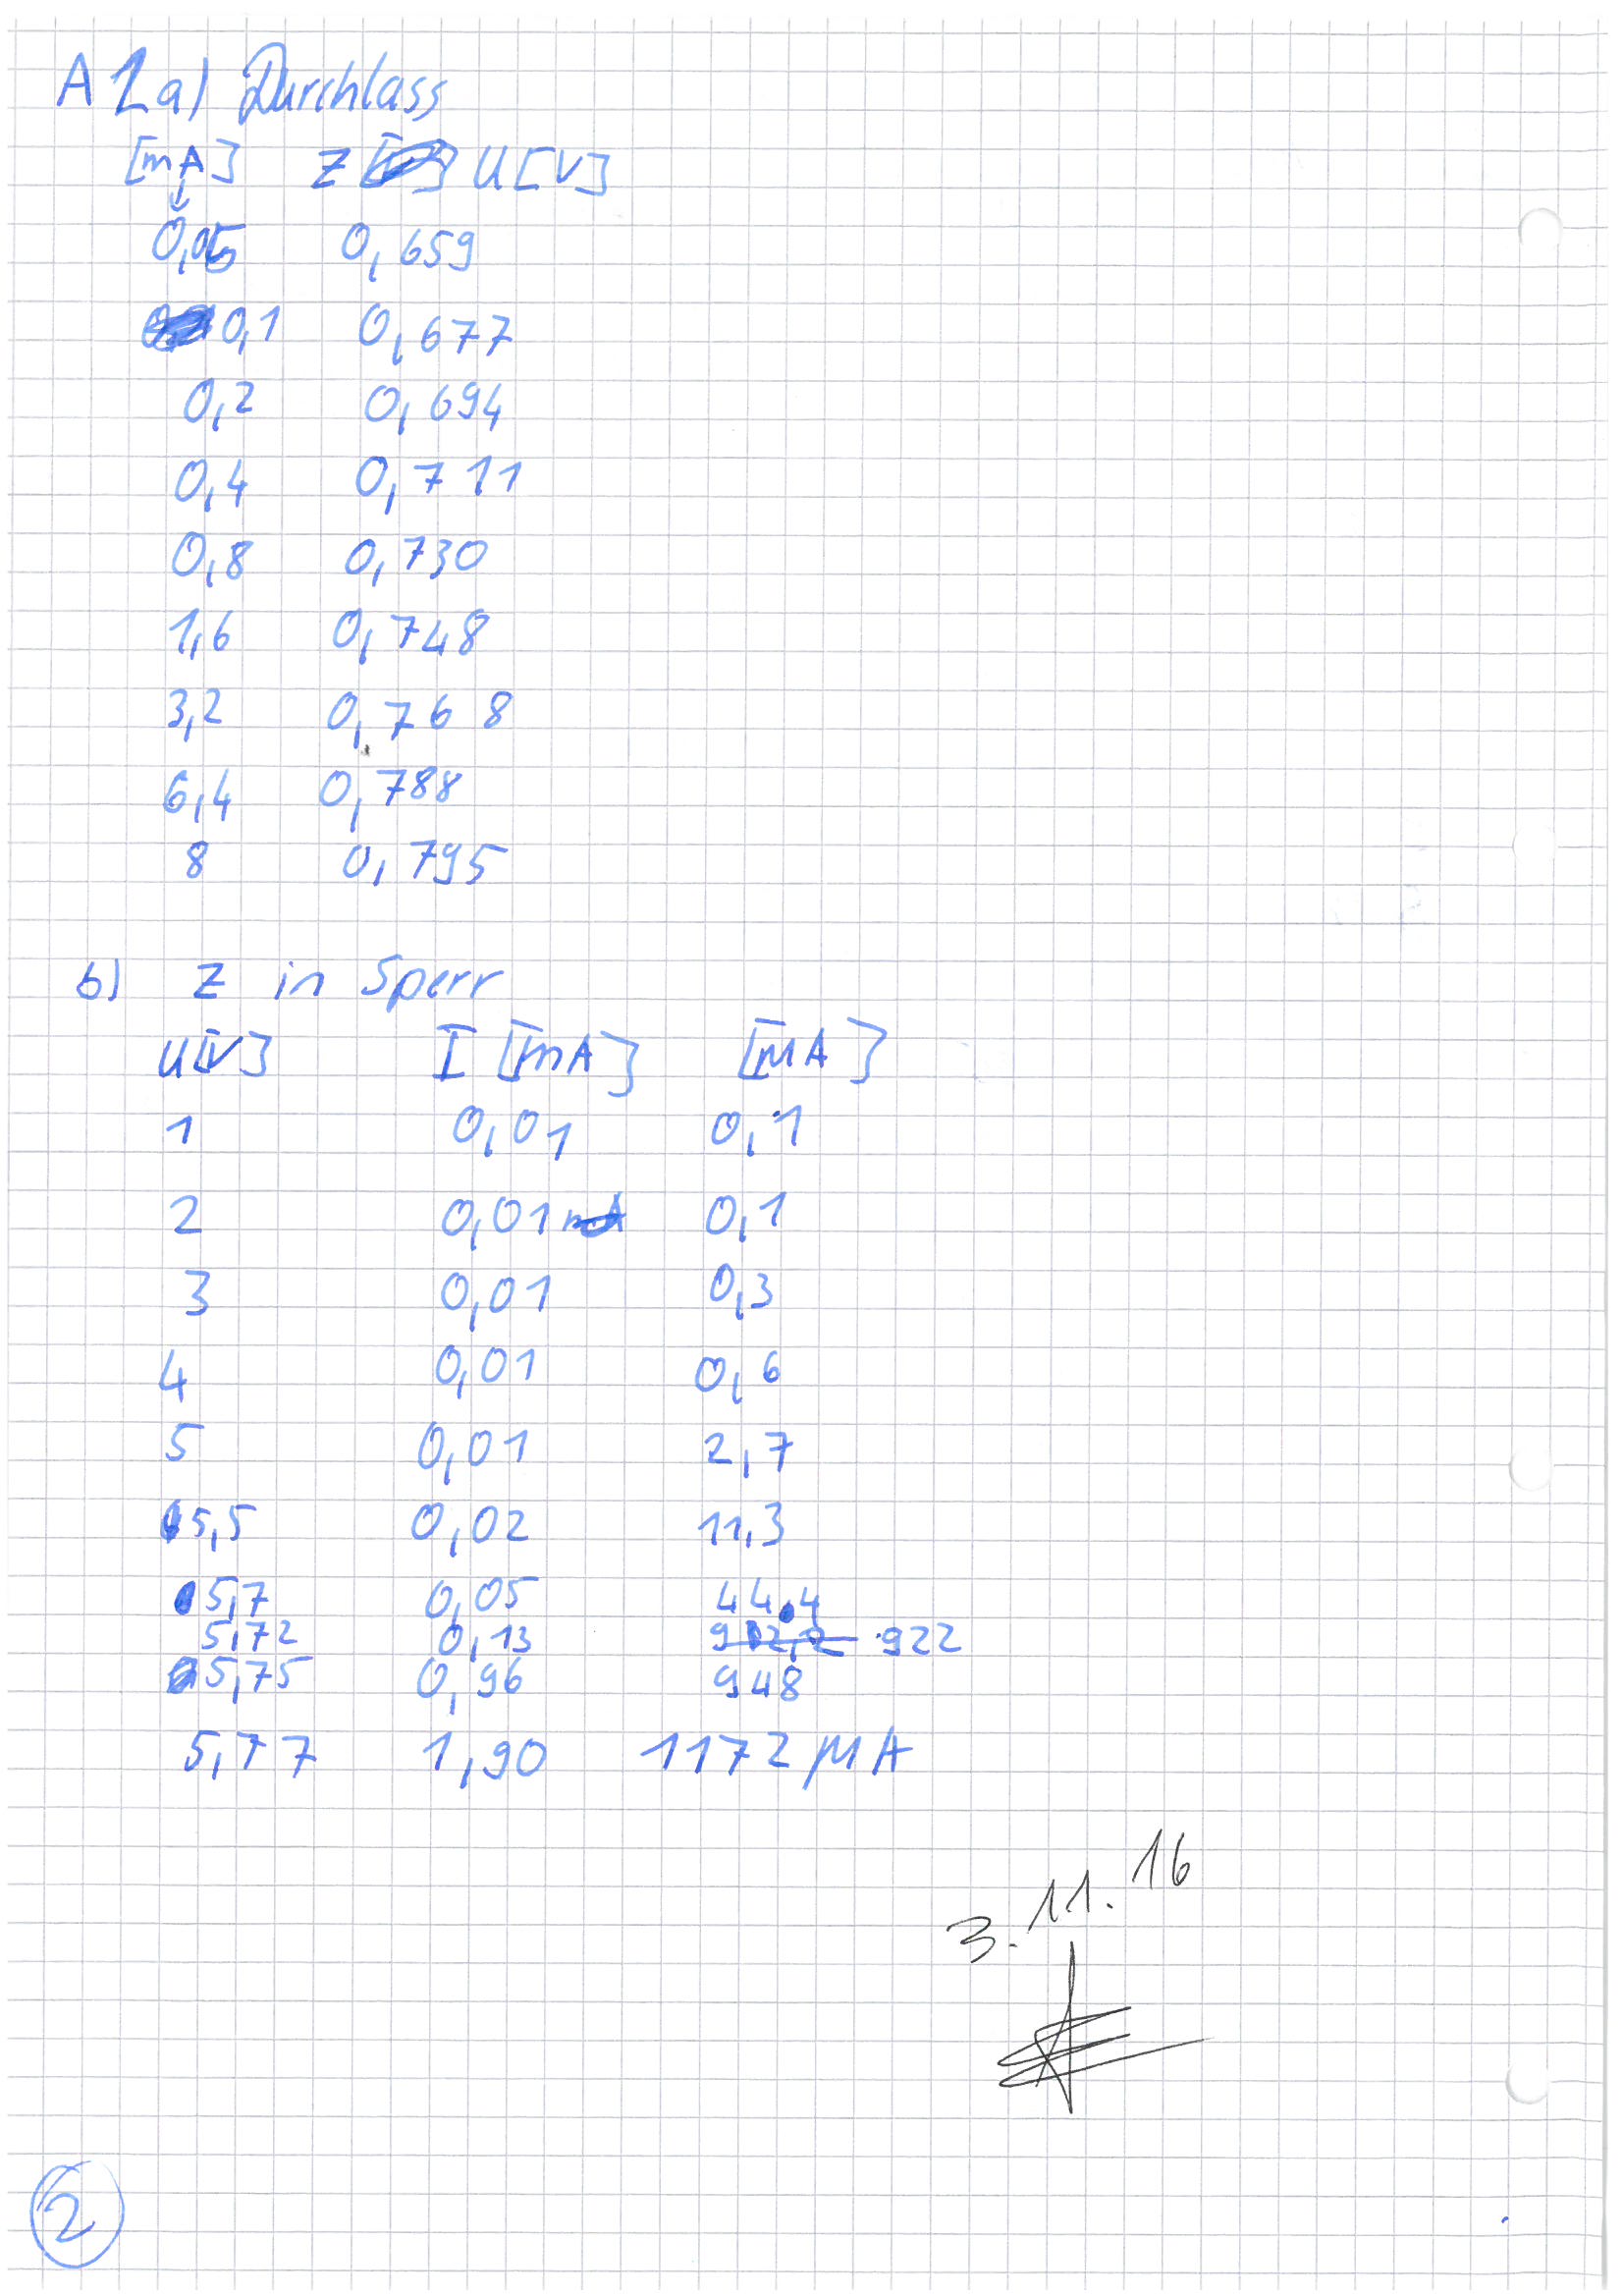 A 1 a) Durchlass
[mA] Z U[V]
0,05 0,659
0,1 0,677
0,2 0,694
0,4 0,711
0,8 0,730
1,6 0,748
3,2 0,768
6,4 0,788
8 0,795
b) Z in Sperr
U[V] I [mA] [μA]
1 0,01 0,1
2 0,01 mA 0,1
3 0,01 0,3
4 0,01 0,6
5 0,01 2,7
5,5 0,02 11,3
5,7 0,05 44.4
5,72 0,13 922
5,75 0,96 948
5,77 1,90 1172 μA
3.11.16
2